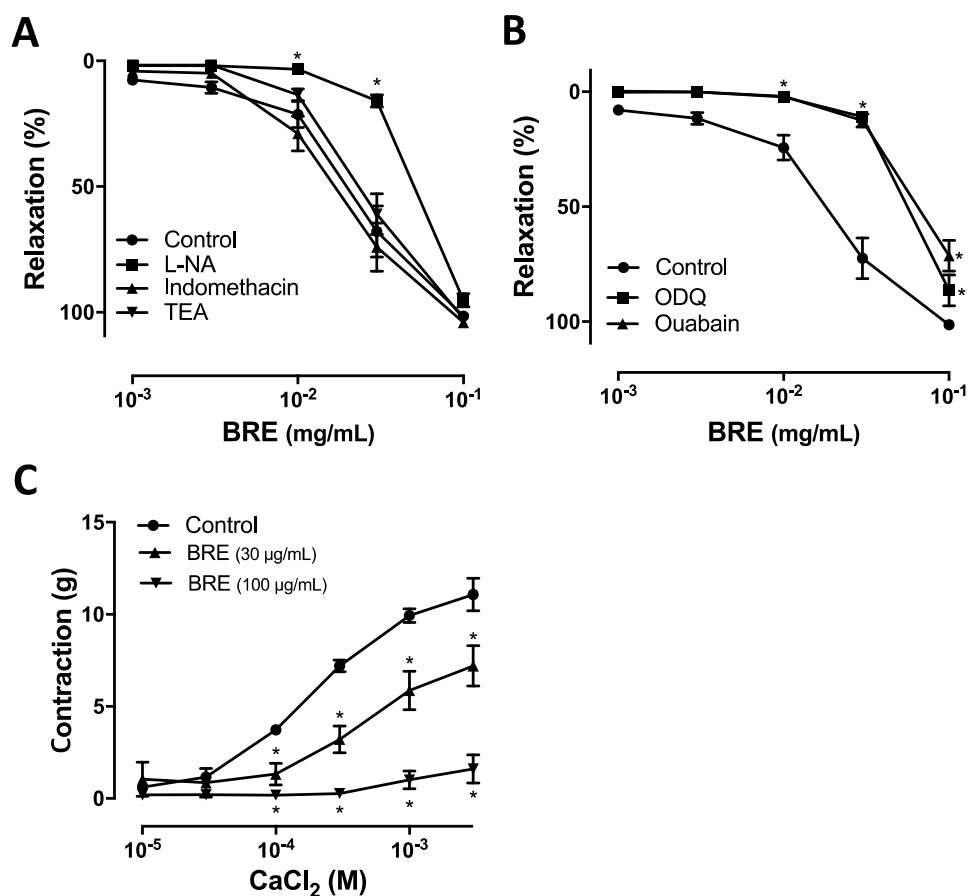 A
Relaxation (%)
0
50
100
*
*
Control
L-NA
Indomethacin
TEA
10⁻³
10⁻²
10⁻¹
BRE (mg/mL)
B
Relaxation (%)
0
50
100
*
*
*
*
Control
ODQ
Ouabain
10⁻³
10⁻²
10⁻¹
BRE (mg/mL)
C
Contraction (g)
15
10
5
0
Control
BRE (30 µg/mL)
BRE (100 µg/mL)
*
*
*
*
*
*
*
*
10⁻⁵
10⁻⁴
10⁻³
CaCl₂ (M)